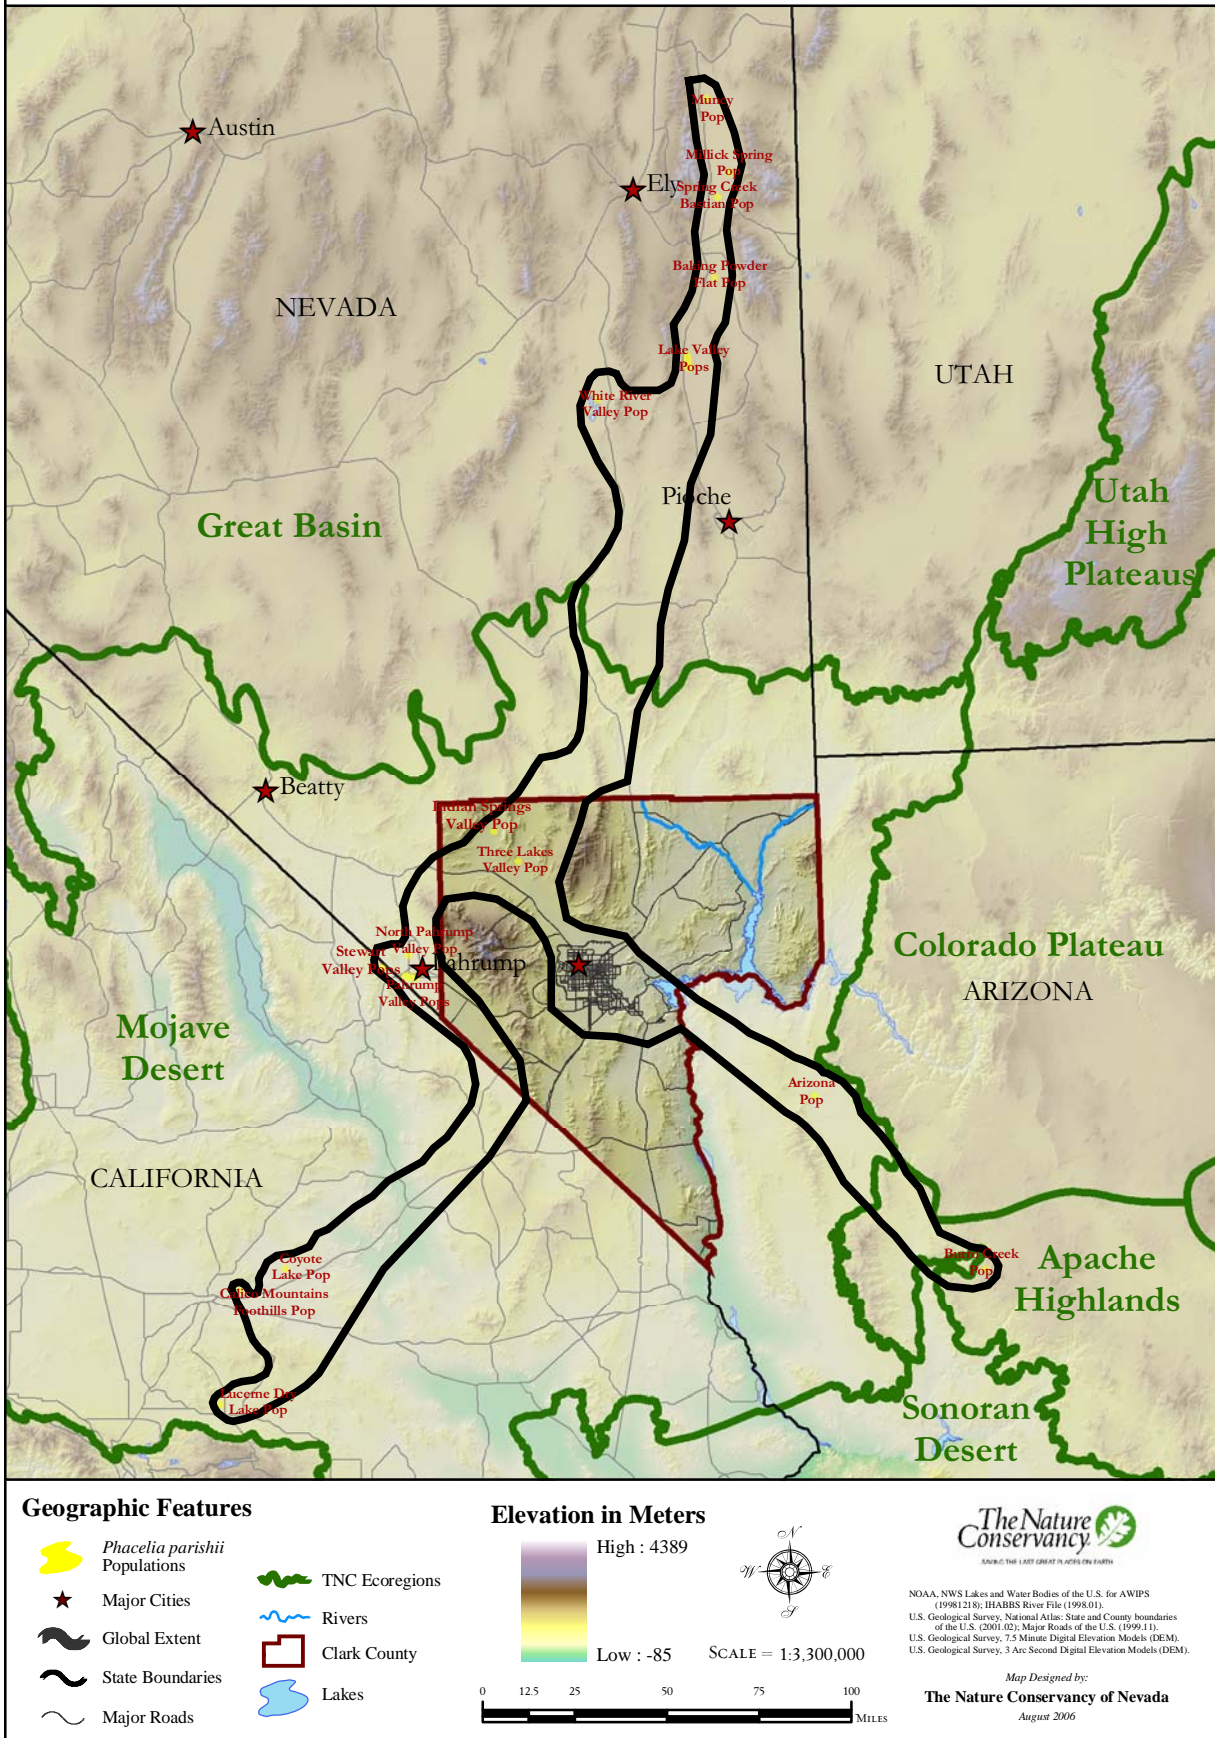 Muncy
Pop
Austin
Millick Spring
Pop
Ely
Spring Creek
Bastian Pop
Baking Powder
Flat Pop
NEVADA
Lake Valley
Pops
UTAH
White River
Valley Pop
Pioche
Utah
High
Plateaus
Great Basin
Beatty
Indian Springs
Valley Pop
Three Lakes
Valley Pop
North Pahrump
Valley Pop
Stewart
Valley Pops
Pahrump
Pahrump
Valley Pops
Colorado Plateau
ARIZONA
Mojave
Desert
Arizona
Pop
CALIFORNIA
Coyote
Lake Pop
Calico Mountains
Foothills Pop
Burro Creek
Pop
Apache
Highlands
Lucerne Dry
Lake Pop
Sonoran
Desert
Geographic Features
Phacelia parishii
Populations
Major Cities
Global Extent
State Boundaries
Major Roads
TNC Ecoregions
Rivers
Clark County
Lakes
Elevation in Meters
High : 4389
Low : -85
N
W
E
S
SCALE = 1:3,300,000
0 12.5 25 50 75 100
MILES
The Nature
Conservancy
SAVING THE LAST GREAT PLACES ON EARTH
NOAA, NWS Lakes and Water Bodies of the U.S. for AWIPS
(19981218); IHABBS River File (1998.01).
U.S. Geological Survey, National Atlas: State and County boundaries
of the U.S. (2001.02); Major Roads of the U.S. (1999.11).
U.S. Geological Survey, 7.5 Minute Digital Elevation Models (DEM).
U.S. Geological Survey, 3 Arc Second Digital Elevation Models (DEM).
Map Designed by:
The Nature Conservancy of Nevada
August 2006